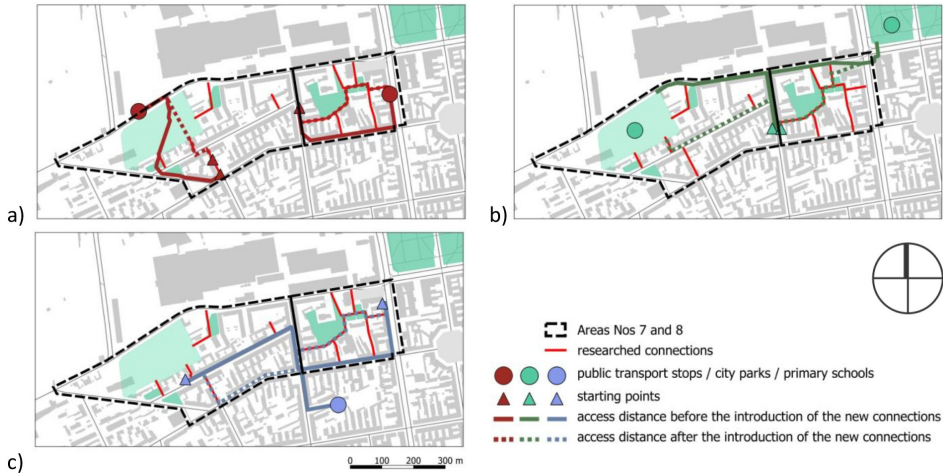 a)
b)
c)
Areas Nos 7 and 8
researched connections
public transport stops / city parks / primary schools
starting points
access distance before the introduction of the new connections
access distance after the introduction of the new connections
0 100 200 300 m